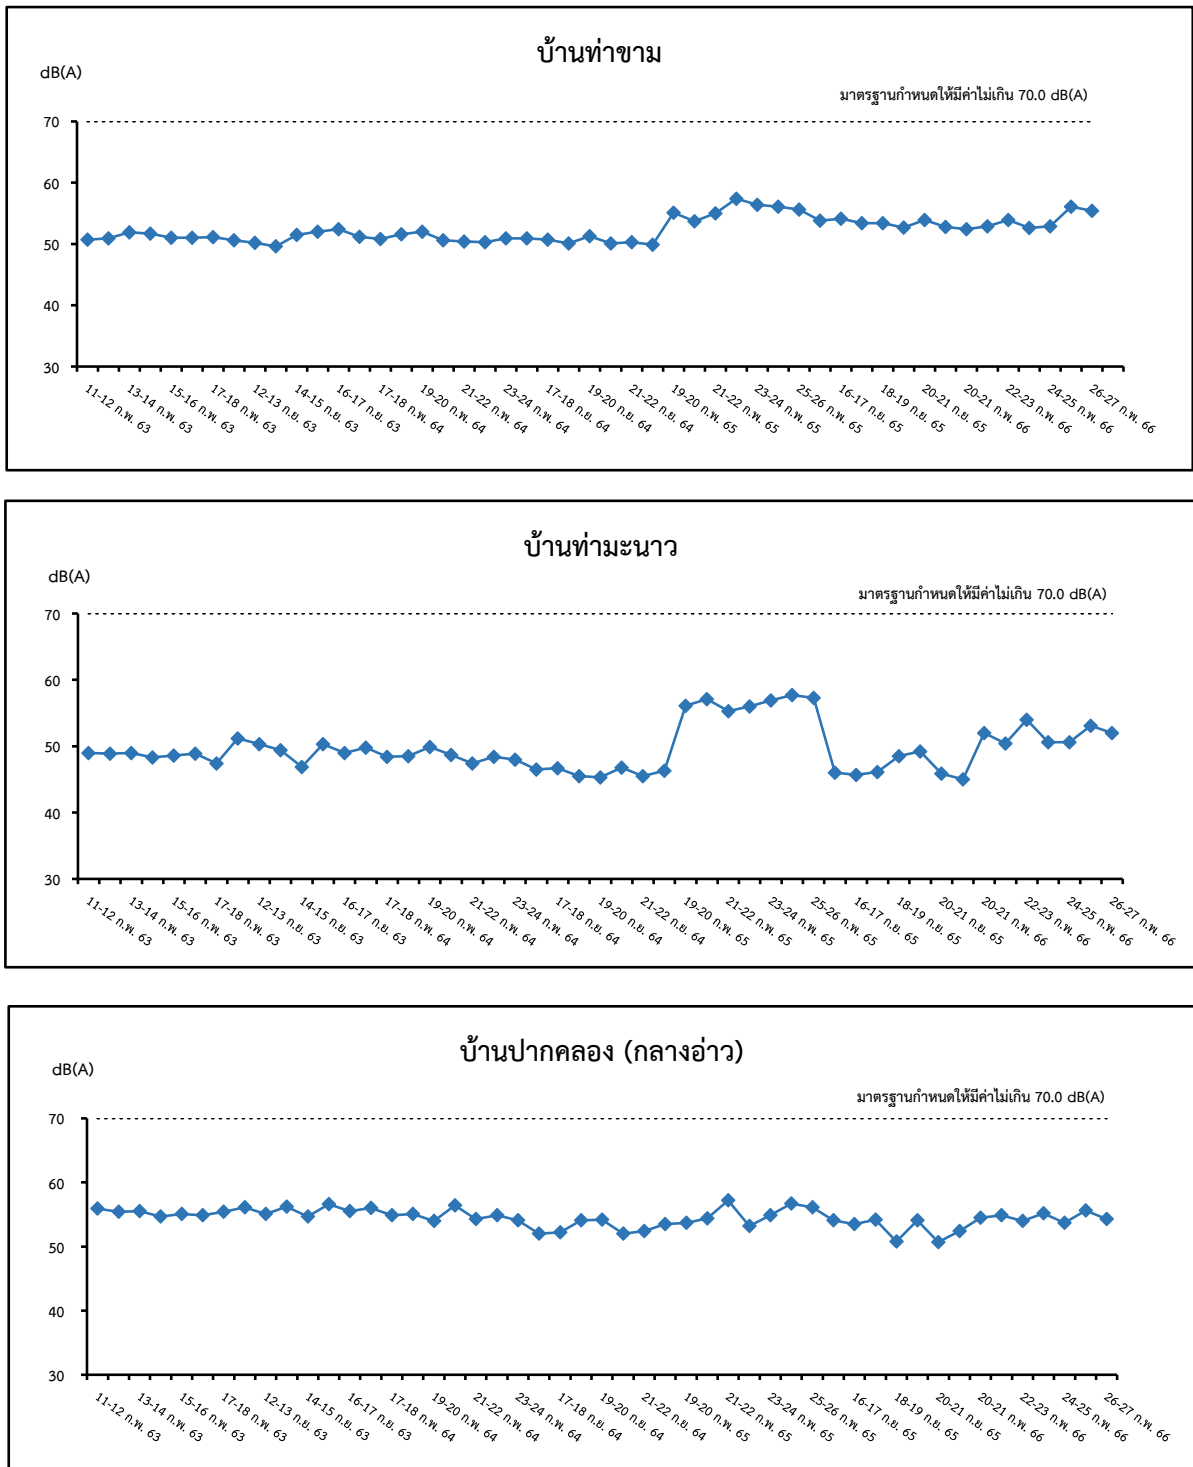 บ้านท่าขาม
dB(A)
มาตรฐานกำหนดให้มีค่าไม่เกิน 70.0 dB(A)
70
60
50
40
30
11-12 ก.พ. 63
13-14 ก.พ. 63
15-16 ก.พ. 63
17-18 ก.พ. 63
12-13 ก.ย. 63
14-15 ก.ย. 63
16-17 ก.ย. 63
17-18 ก.พ. 64
19-20 ก.พ. 64
21-22 ก.พ. 64
23-24 ก.พ. 64
17-18 ก.ย. 64
19-20 ก.ย. 64
21-22 ก.ย. 64
19-20 ก.พ. 65
21-22 ก.พ. 65
23-24 ก.พ. 65
25-26 ก.พ. 65
16-17 ก.ย. 65
18-19 ก.ย. 65
20-21 ก.ย. 65
20-21 ก.พ. 66
22-23 ก.พ. 66
24-25 ก.พ. 66
26-27 ก.พ. 66
บ้านท่ามะนาว
dB(A)
มาตรฐานกำหนดให้มีค่าไม่เกิน 70.0 dB(A)
70
60
50
40
30
11-12 ก.พ. 63
13-14 ก.พ. 63
15-16 ก.พ. 63
17-18 ก.พ. 63
12-13 ก.ย. 63
14-15 ก.ย. 63
16-17 ก.ย. 63
17-18 ก.พ. 64
19-20 ก.พ. 64
21-22 ก.พ. 64
23-24 ก.พ. 64
17-18 ก.ย. 64
19-20 ก.ย. 64
21-22 ก.ย. 64
19-20 ก.พ. 65
21-22 ก.พ. 65
23-24 ก.พ. 65
25-26 ก.พ. 65
16-17 ก.ย. 65
18-19 ก.ย. 65
20-21 ก.ย. 65
20-21 ก.พ. 66
22-23 ก.พ. 66
24-25 ก.พ. 66
26-27 ก.พ. 66
บ้านปากคลอง (กลางอ่าว)
dB(A)
มาตรฐานกำหนดให้มีค่าไม่เกิน 70.0 dB(A)
70
60
50
40
30
11-12 ก.พ. 63
13-14 ก.พ. 63
15-16 ก.พ. 63
17-18 ก.พ. 63
12-13 ก.ย. 63
14-15 ก.ย. 63
16-17 ก.ย. 63
17-18 ก.พ. 64
19-20 ก.พ. 64
21-22 ก.พ. 64
23-24 ก.พ. 64
17-18 ก.ย. 64
19-20 ก.ย. 64
21-22 ก.ย. 64
19-20 ก.พ. 65
21-22 ก.พ. 65
23-24 ก.พ. 65
25-26 ก.พ. 65
16-17 ก.ย. 65
18-19 ก.ย. 65
20-21 ก.ย. 65
20-21 ก.พ. 66
22-23 ก.พ. 66
24-25 ก.พ. 66
26-27 ก.พ. 66